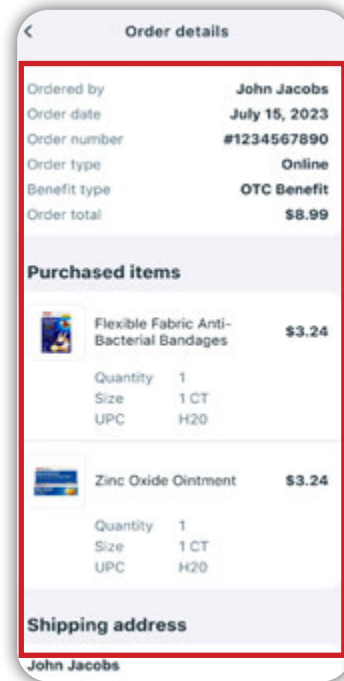 Order details
Ordered by John Jacobs
Order date July 15, 2023
Order number #1234567890
Order type Online
Benefit type OTC Benefit
Order total $8.99
Purchased items
Flexible Fabric Anti-
Bacterial Bandages $3.24
Quantity 1
Size 1 CT
UPC H20
Zinc Oxide Ointment $3.24
Quantity 1
Size 1 CT
UPC H20
Shipping address
John Jacobs